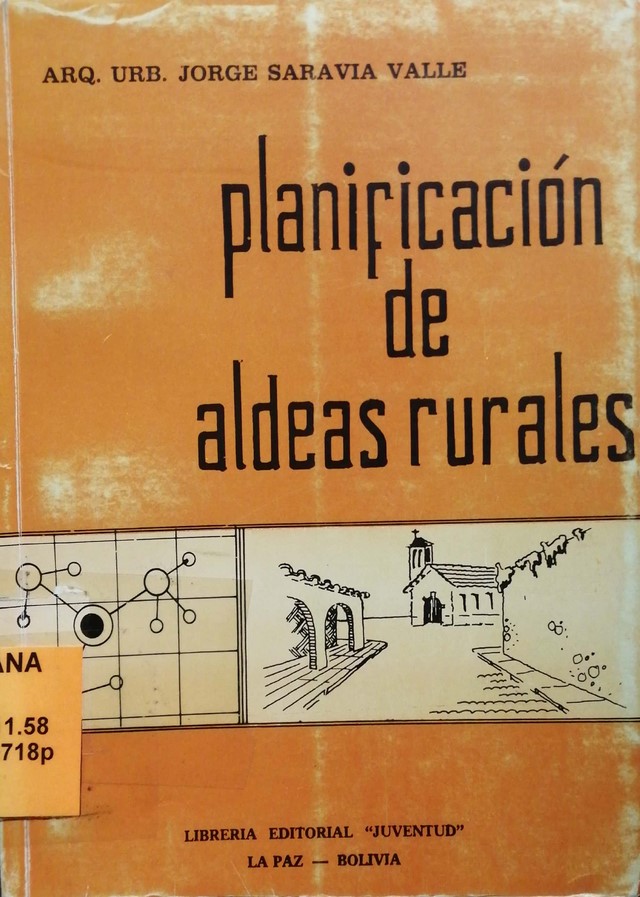 ARQ. URB. JORGE SARAVIA VALLE
planificación
de
aldeas rurales
ANA
1.58
718p
LIBRERIA EDITORIAL "JUVENTUD"
LA PAZ — BOLIVIA